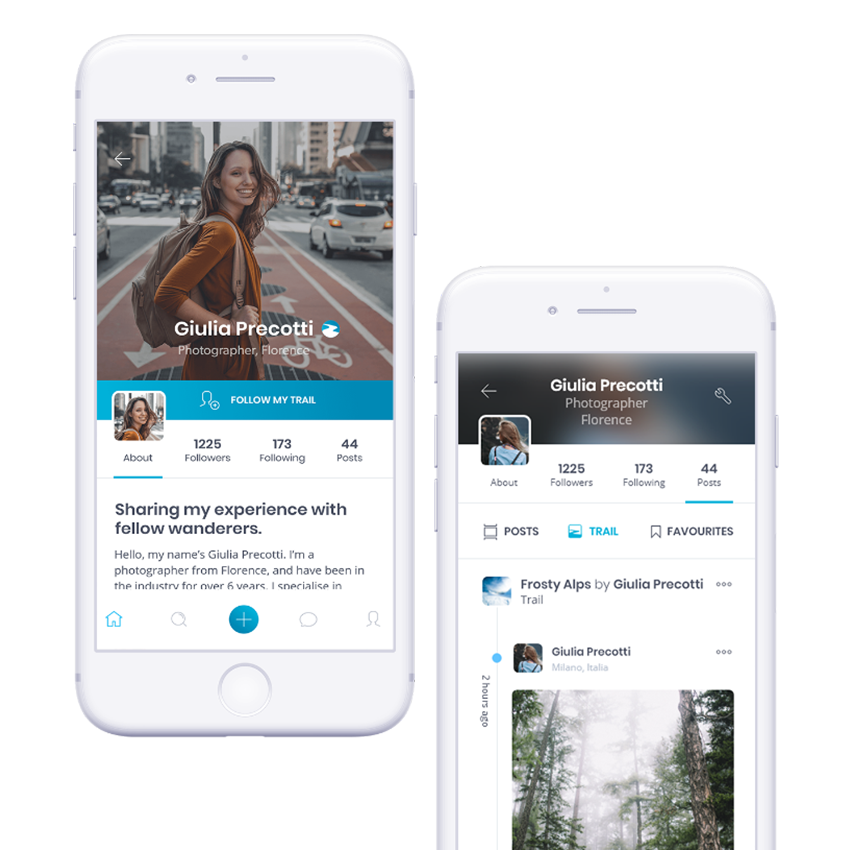 Giulia Precotti
Photographer, Florence
FOLLOW MY TRAIL
1225
173
44
About
Followers
Following
Posts
Sharing my experience with
fellow wanderers.
Hello, my name's Giulia Precotti. I'm a
photographer from Florence, and have been in
the industry for over 6 years. I specialise in
Giulia Precotti
Photographer
Florence
1225
173
44
About
Followers
Following
Posts
POSTS
TRAIL
FAVOURITES
Frosty Alps by Giulia Precotti
Trail
Giulia Precotti
Milano, Italia
2 hours ago